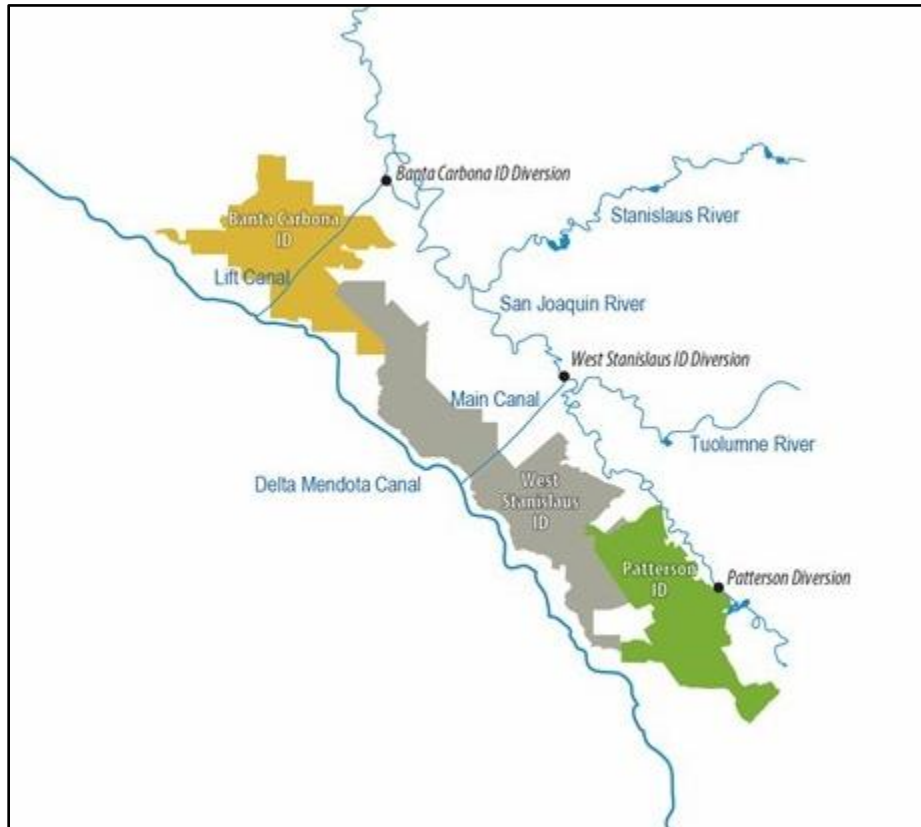 Banta Carbona ID Diversion
Stanislaus River
Banta Carbona
ID
Lift Canal
San Joaquin River
West Stanislaus ID Diversion
Main Canal
Tuolumne River
Delta Mendota Canal
West
Stanislaus
ID
Patterson
ID
Patterson Diversion